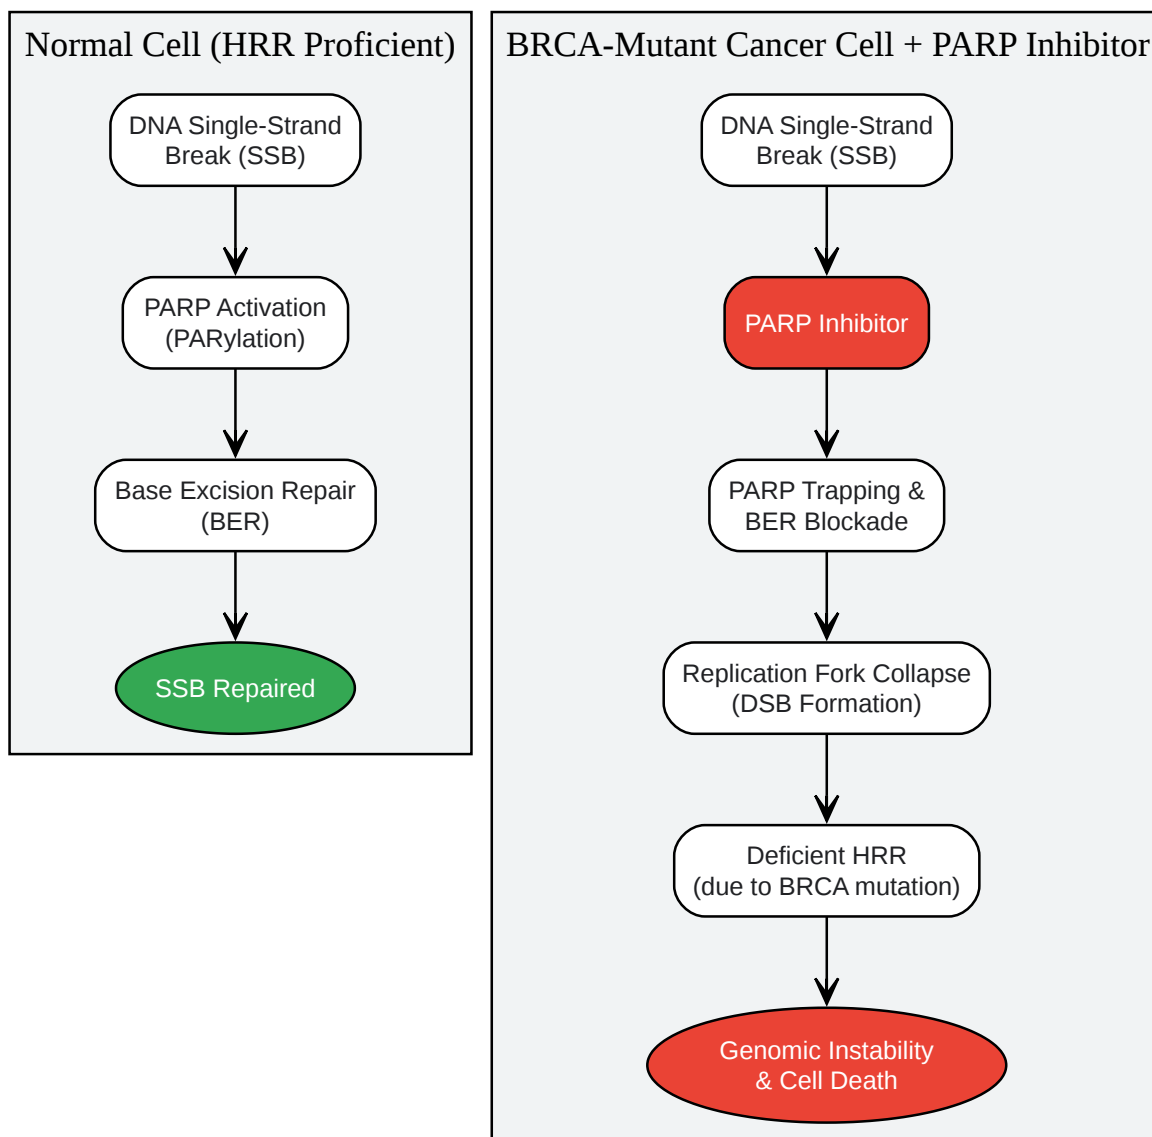 Normal Cell (HRR Proficient)
DNA Single-Strand
Break (SSB)
PARP Activation
(PARylation)
Base Excision Repair
(BER)
SSB Repaired
BRCA-Mutant Cancer Cell + PARP Inhibitor
DNA Single-Strand
Break (SSB)
PARP Inhibitor
PARP Trapping &
BER Blockade
Replication Fork Collapse
(DSB Formation)
Deficient HRR
(due to BRCA mutation)
Genomic Instability
& Cell Death